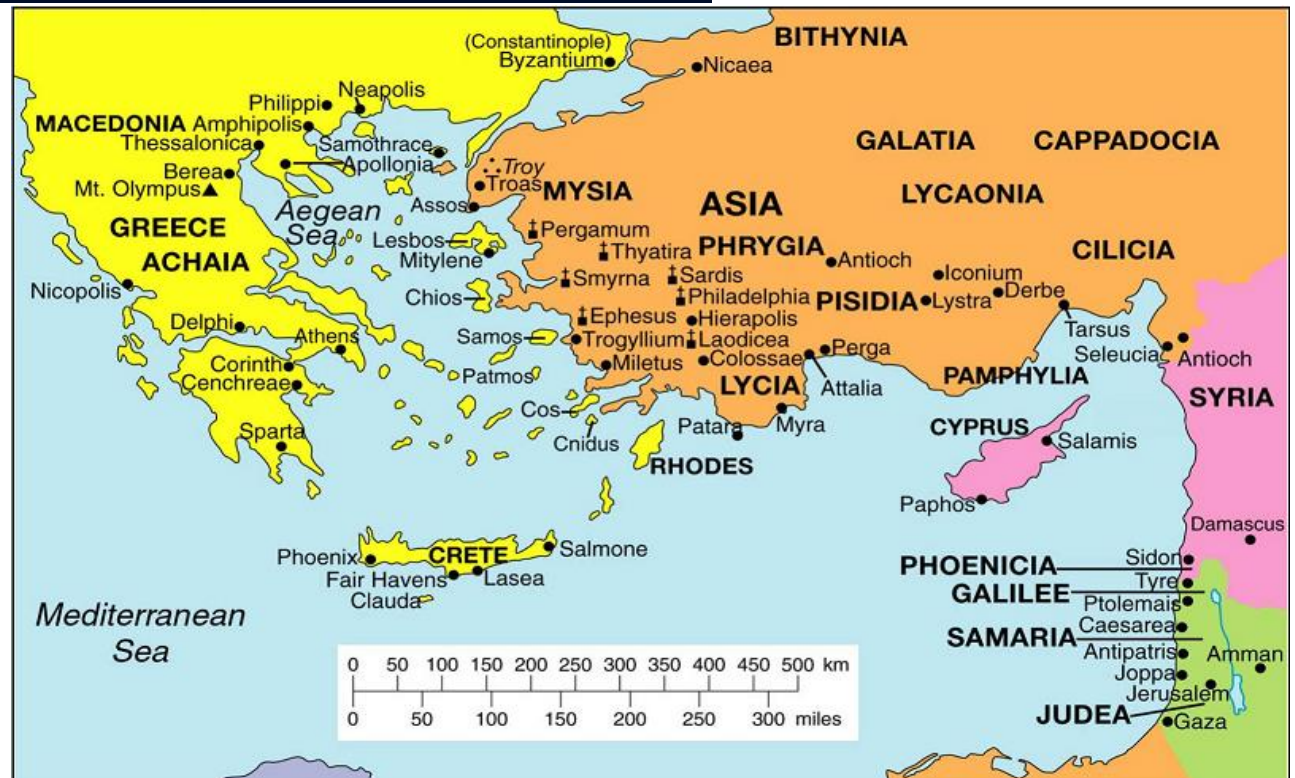 (Constantinople)
Byzantium
BITHYNIA
Nicaea
Neapolis
Philippi
MACEDONIA
Amphipolis
Thessalonica
Samothrace
Apollonia
GALATIA
CAPPADOCIA
Berea
Mt. Olympus
Troy
Troas
MYSIA
ASIA
LYCAONIA
Aegean
Sea
Assos
GREECE
ACHAIA
Lesbos
Mitylene
Pergamum
Thyatira
PHRYGIA
Antioch
CILICIA
Nicopolis
Chios
Smyrna
Sardis
Philadelphia
PISIDIA
Iconium
Lystra
Derbe
Delphi
Athens
Samos
Ephesus
Trogyllium
Hierapolis
Laodicea
Tarsus
Seleucia
Antioch
Corinth
Cenchreae
Patmos
Miletus
Colossae
Perga
LYCIA
Attalia
PAMPHYLIA
SYRIA
Sparta
Cos
Cnidus
Patara
Myra
RHODES
CYPRUS
Salamis
Paphos
Damascus
Phoenix
CRETE
Salmone
Fair Havens
Lasea
Clauda
PHOENICIA
Sidon
GALILEE
Tyre
Ptolemais
Mediterranean
Sea
SAMARIA
Caesarea
Antipatris
Amman
Joppa
Jerusalem
JUDEA
Gaza
0 50 100 150 200 250 300 350 400 450 500 km
0 50 100 150 200 250 300 miles